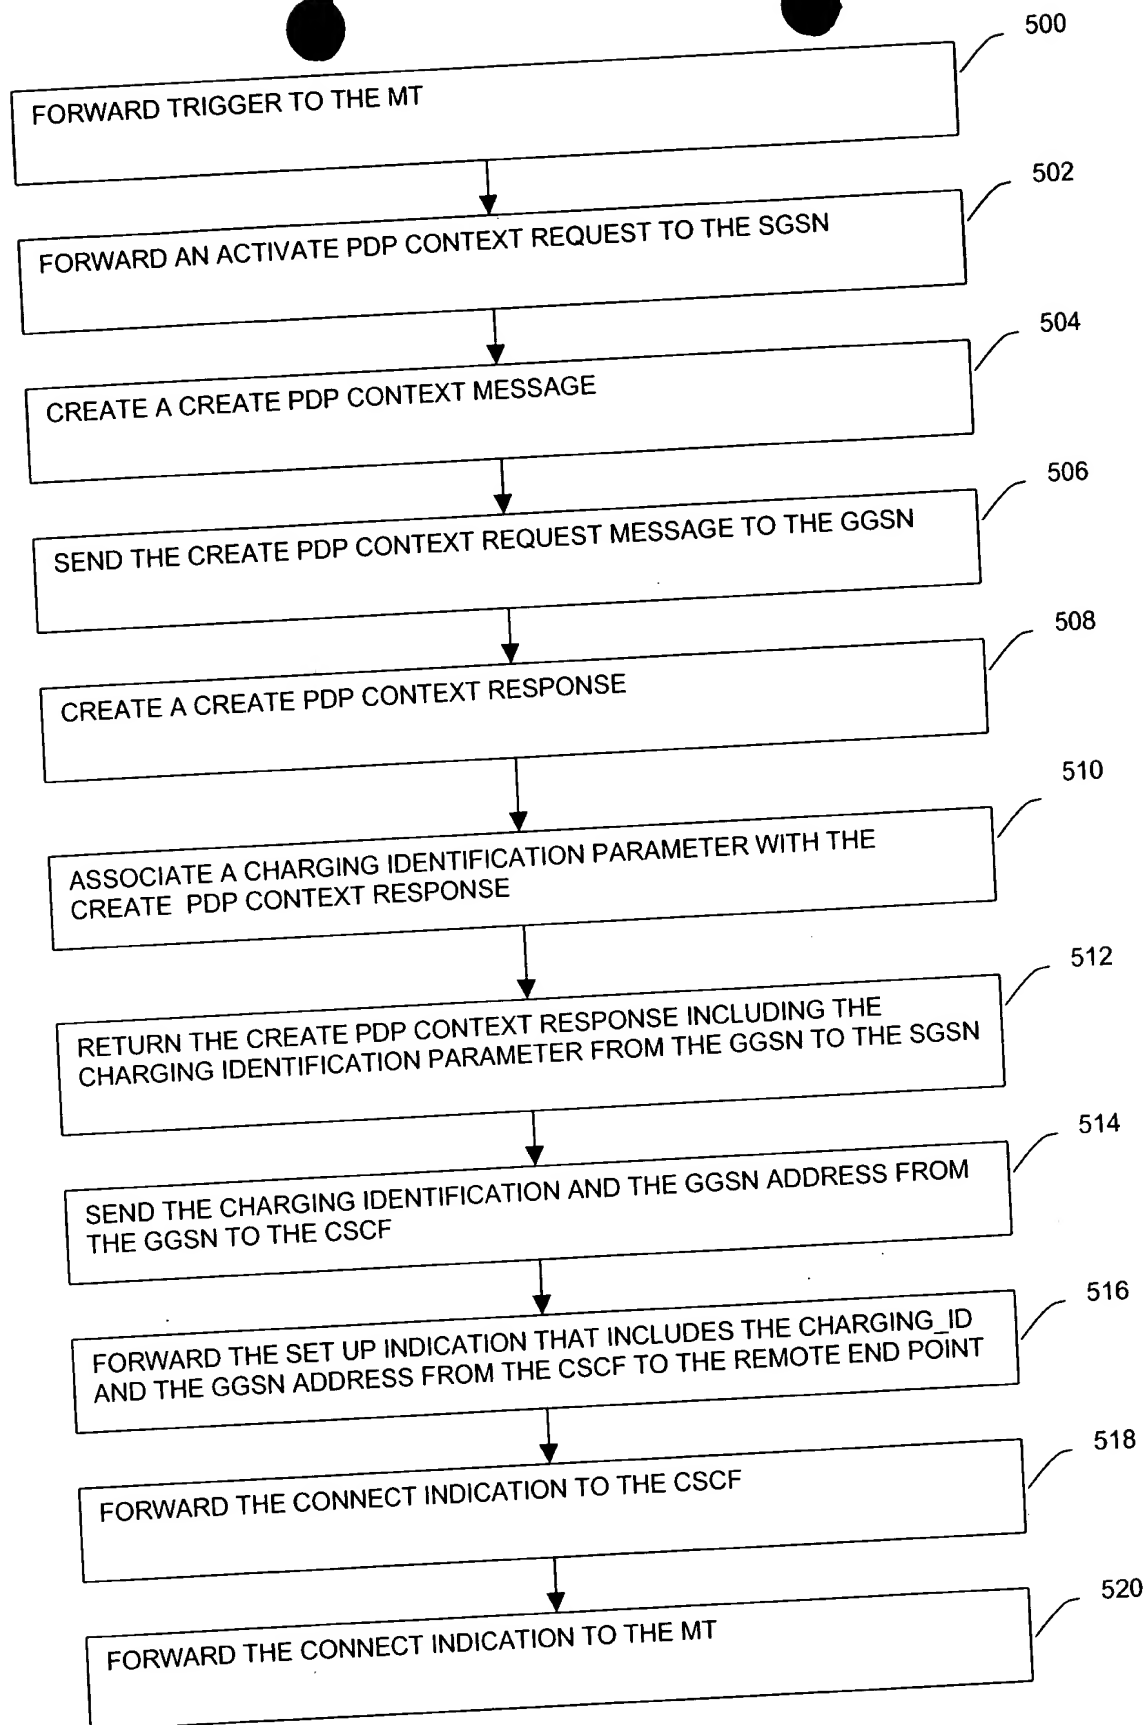 500
FORWARD TRIGGER TO THE MT
502
FORWARD AN ACTIVATE PDP CONTEXT REQUEST TO THE SGSN
504
CREATE A CREATE PDP CONTEXT MESSAGE
506
SEND THE CREATE PDP CONTEXT REQUEST MESSAGE TO THE GGSN
508
CREATE A CREATE PDP CONTEXT RESPONSE
510
ASSOCIATE A CHARGING IDENTIFICATION PARAMETER WITH THE
CREATE PDP CONTEXT RESPONSE
512
RETURN THE CREATE PDP CONTEXT RESPONSE INCLUDING THE
CHARGING IDENTIFICATION PARAMETER FROM THE GGSN TO THE SGSN
514
SEND THE CHARGING IDENTIFICATION AND THE GGSN ADDRESS FROM
THE GGSN TO THE CSCF
516
FORWARD THE SET UP INDICATION THAT INCLUDES THE CHARGING_ID
AND THE GGSN ADDRESS FROM THE CSCF TO THE REMOTE END POINT
518
FORWARD THE CONNECT INDICATION TO THE CSCF
520
FORWARD THE CONNECT INDICATION TO THE MT